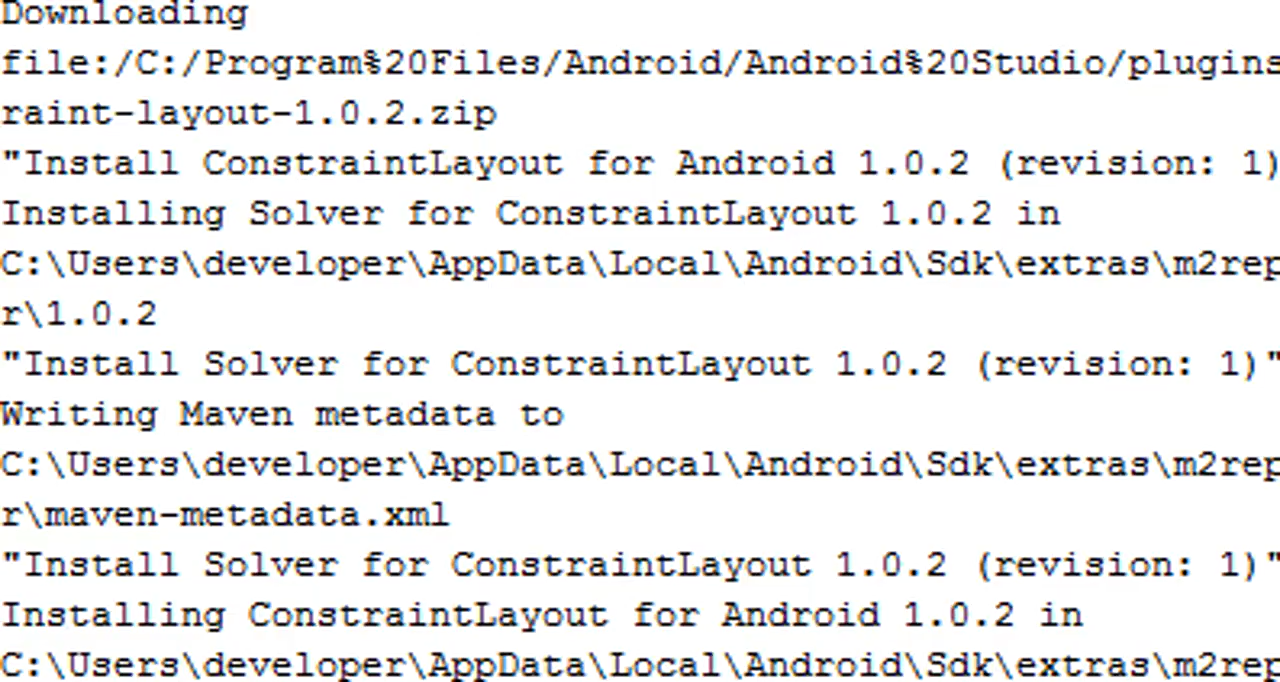 Downloading
file:/C:/Program%20Files/Android/Android%20Studio/plugins
raint-layout-1.0.2.zip
"Install ConstraintLayout for Android 1.0.2 (revision: 1)
Installing Solver for ConstraintLayout 1.0.2 in
C:\Users\developer\AppData\Local\Android\Sdk\extras\m2rep
r\1.0.2
"Install Solver for ConstraintLayout 1.0.2 (revision: 1)"
Writing Maven metadata to
C:\Users\developer\AppData\Local\Android\Sdk\extras\m2rep
r\maven-metadata.xml
"Install Solver for ConstraintLayout 1.0.2 (revision: 1)"
Installing ConstraintLayout for Android 1.0.2 in
C:\Users\developer\AppData\Local\Android\Sdk\extras\m2rep